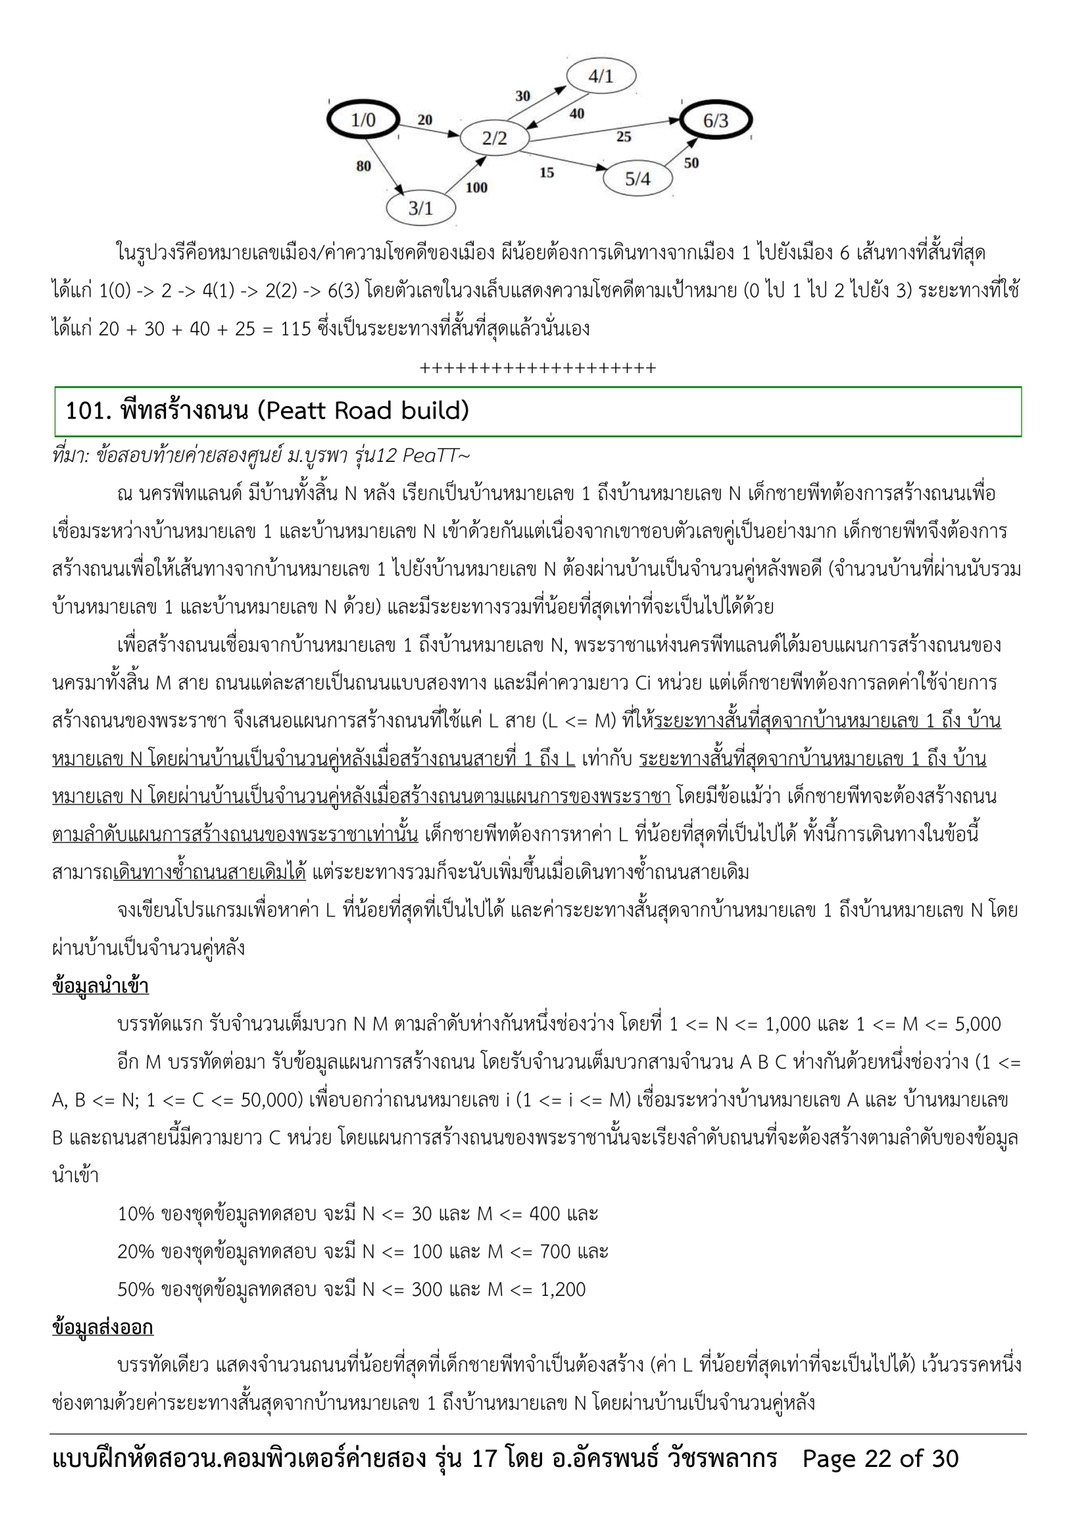 4/1
30
1/0
20
40
6/3
2/2
25
80
15
50
5/4
100
3/1
ในรูปวงรีคือหมายเลขเมือง/ค่าความโชคดีของเมือง ผีน้อยต้องการเดินทางจากเมือง 1 ไปยังเมือง 6 เส้นทางที่สั้นที่สุด
ได้แก่ 1(0) -> 2 -> 4(1) -> 2(2) -> 6(3) โดยตัวเลขในวงเล็บแสดงความโชคดีตามเป้าหมาย (0 ไป 1 ไป 2 ไปยัง 3) ระยะทางที่ใช้
ได้แก่ 20 + 30 + 40 + 25 = 115 ซึ่งเป็นระยะทางที่สั้นที่สุดแล้วนั่นเอง
++++++++++++++++++++
101. พีทสร้างถนน (Peatt Road build)
ที่มา: ข้อสอบท้ายค่ายสองศูนย์ ม.บูรพา รุ่น12 PeaTT~
ณ นครพีทแลนด์ มีบ้านทั้งสิ้น N หลัง เรียกเป็นบ้านหมายเลข 1 ถึงบ้านหมายเลข N เด็กชายพีทต้องการสร้างถนนเพื่อ
เชื่อมระหว่างบ้านหมายเลข 1 และบ้านหมายเลข N เข้าด้วยกันแต่เนื่องจากเขาชอบตัวเลขคู่เป็นอย่างมาก เด็กชายพีทจึงต้องการ
สร้างถนนเพื่อให้เส้นทางจากบ้านหมายเลข 1 ไปยังบ้านหมายเลข N ต้องผ่านบ้านเป็นจำนวนคู่หลังพอดี (จำนวนบ้านที่ผ่านนับรวม
บ้านหมายเลข 1 และบ้านหมายเลข N ด้วย) และมีระยะทางรวมที่น้อยที่สุดเท่าที่จะเป็นไปได้ด้วย
เพื่อสร้างถนนเชื่อมจากบ้านหมายเลข 1 ถึงบ้านหมายเลข N, พระราชาแห่งนครพีทแลนด์ได้มอบแผนการสร้างถนนของ
นครมาทั้งสิ้น M สาย ถนนแต่ละสายเป็นถนนแบบสองทาง และมีค่าความยาว Ci หน่วย แต่เด็กชายพีทต้องการลดค่าใช้จ่ายการ
สร้างถนนของพระราชา จึงเสนอแผนการสร้างถนนที่ใช้แค่ L สาย (L <= M) ที่ให้ระยะทางสั้นที่สุดจากบ้านหมายเลข 1 ถึง บ้าน
หมายเลข N โดยผ่านบ้านเป็นจำนวนคู่หลังเมื่อสร้างถนนสายที่ 1 ถึง L เท่ากับ ระยะทางสั้นที่สุดจากบ้านหมายเลข 1 ถึง บ้าน
หมายเลข N โดยผ่านบ้านเป็นจำนวนคู่หลังเมื่อสร้างถนนตามแผนการของพระราชา โดยมีข้อแม้ว่า เด็กชายพีทจะต้องสร้างถนน
ตามลำดับแผนการสร้างถนนของพระราชาเท่านั้น เด็กชายพีทต้องการหาค่า L ที่น้อยที่สุดที่เป็นไปได้ ทั้งนี้การเดินทางในข้อนี้
สามารถเดินทางซ้ำถนนสายเดิมได้ แต่ระยะทางรวมก็จะนับเพิ่มขึ้นเมื่อเดินทางซ้ำถนนสายเดิม
จงเขียนโปรแกรมเพื่อหาค่า L ที่น้อยที่สุดที่เป็นไปได้ และค่าระยะทางสั้นสุดจากบ้านหมายเลข 1 ถึงบ้านหมายเลข N โดย
ผ่านบ้านเป็นจำนวนคู่หลัง
ข้อมูลนำเข้า
บรรทัดแรก รับจำนวนเต็มบวก N M ตามลำดับห่างกันหนึ่งช่องว่าง โดยที่ 1 <= N <= 1,000 และ 1 <= M <= 5,000
อีก M บรรทัดต่อมา รับข้อมูลแผนการสร้างถนน โดยรับจำนวนเต็มบวกสามจำนวน A B C ห่างกันด้วยหนึ่งช่องว่าง (1 <=
A, B <= N; 1 <= C <= 50,000) เพื่อบอกว่าถนนหมายเลข i (1 <= i <= M) เชื่อมระหว่างบ้านหมายเลข A และ บ้านหมายเลข
B และถนนสายนี้มีความยาว C หน่วย โดยแผนการสร้างถนนของพระราชานั้นจะเรียงลำดับถนนที่จะต้องสร้างตามลำดับของข้อมูล
นำเข้า
10% ของชุดข้อมูลทดสอบ จะมี N <= 30 และ M <= 400 และ
20% ของชุดข้อมูลทดสอบ จะมี N <= 100 และ M <= 700 และ
50% ของชุดข้อมูลทดสอบ จะมี N <= 300 และ M <= 1,200
ข้อมูลส่งออก
บรรทัดเดียว แสดงจำนวนถนนที่น้อยที่สุดที่เด็กชายพีทจำเป็นต้องสร้าง (ค่า L ที่น้อยที่สุดเท่าที่จะเป็นไปได้) เว้นวรรคหนึ่ง
ช่องตามด้วยค่าระยะทางสั้นสุดจากบ้านหมายเลข 1 ถึงบ้านหมายเลข N โดยผ่านบ้านเป็นจำนวนคู่หลัง
แบบฝึกหัดสอวน.คอมพิวเตอร์ค่ายสอง รุ่น 17 โดย อ.อัครพนธ์ วัชรพลากร Page 22 of 30